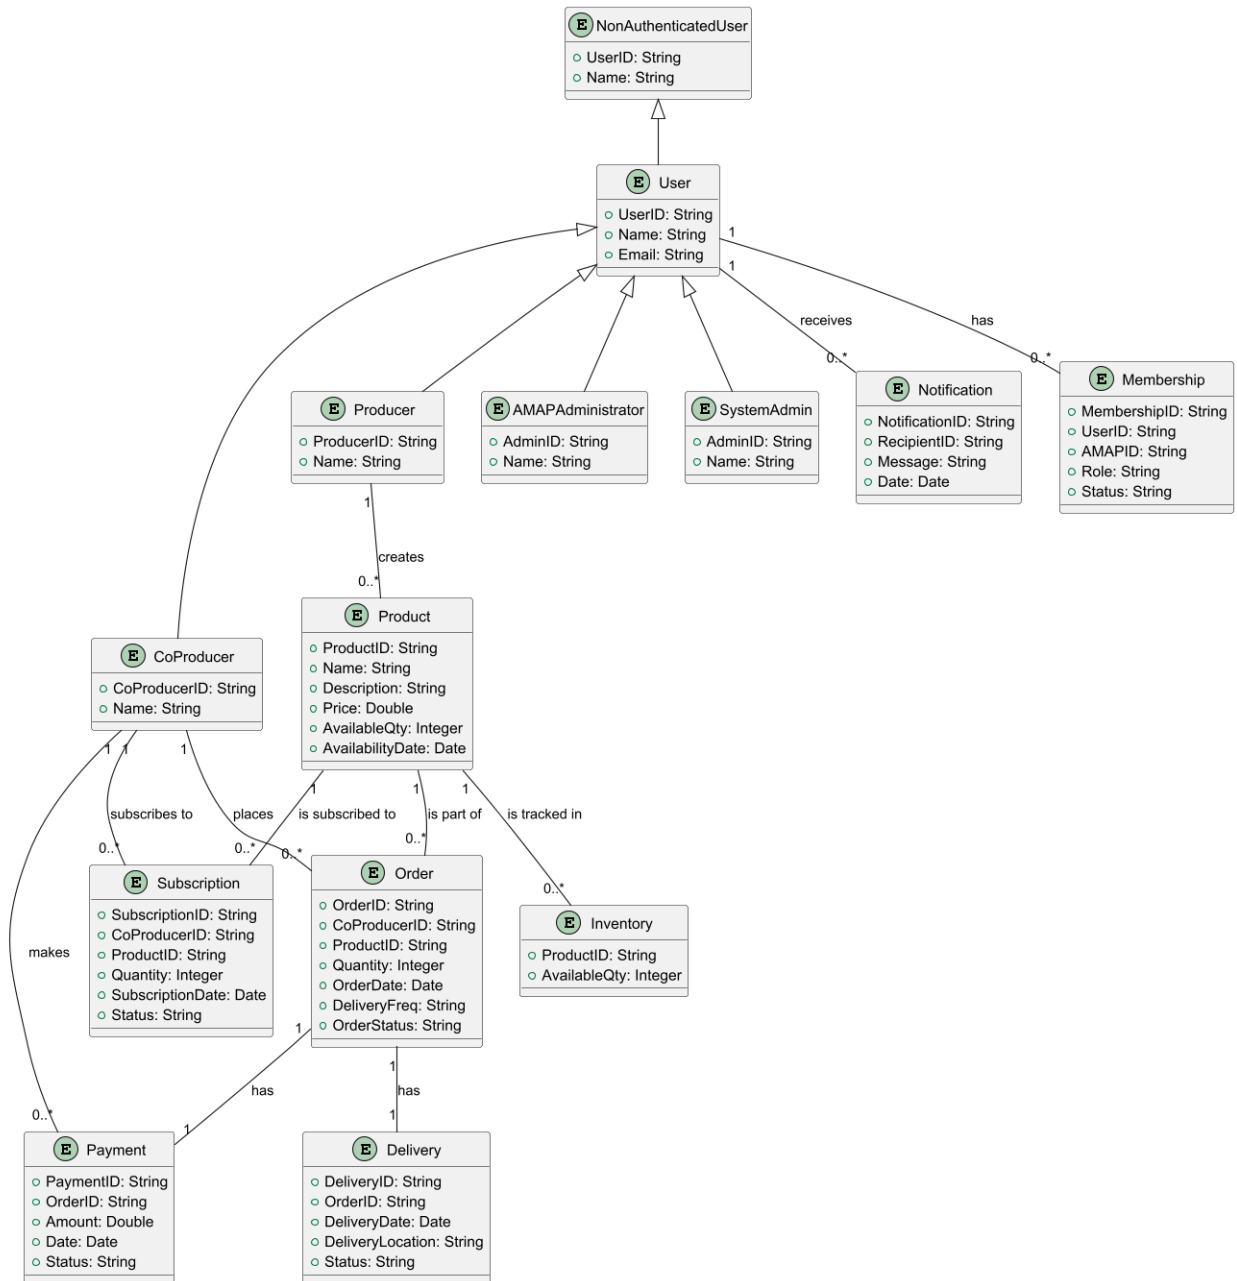 E NonAuthenticatedUser
UserID: String
Name: String
E User
UserID: String
Name: String
Email: String
1
1
receives
has
0..*
0..*
E Producer
ProducerID: String
Name: String
E AMAPAdministrator
AdminID: String
Name: String
E SystemAdmin
AdminID: String
Name: String
E Notification
NotificationID: String
RecipientID: String
Message: String
Date: Date
E Membership
MembershipID: String
UserID: String
AMAPID: String
Role: String
Status: String
1
creates
0..*
E CoProducer
CoProducerID: String
Name: String
E Product
ProductID: String
Name: String
Description: String
Price: Double
AvailableQty: Integer
AvailabilityDate: Date
1
1
1
1
1
1
subscribes to
places
is subscribed to
is part of
is tracked in
0..*
0..*
0..*
0..*
0..*
E Subscription
SubscriptionID: String
CoProducerID: String
ProductID: String
Quantity: Integer
SubscriptionDate: Date
Status: String
E Order
OrderID: String
CoProducerID: String
ProductID: String
Quantity: Integer
OrderDate: Date
DeliveryFreq: String
OrderStatus: String
E Inventory
ProductID: String
AvailableQty: Integer
makes
1
1
has
has
0..*
1
1
E Payment
PaymentID: String
OrderID: String
Amount: Double
Date: Date
Status: String
E Delivery
DeliveryID: String
OrderID: String
DeliveryDate: Date
DeliveryLocation: String
Status: String